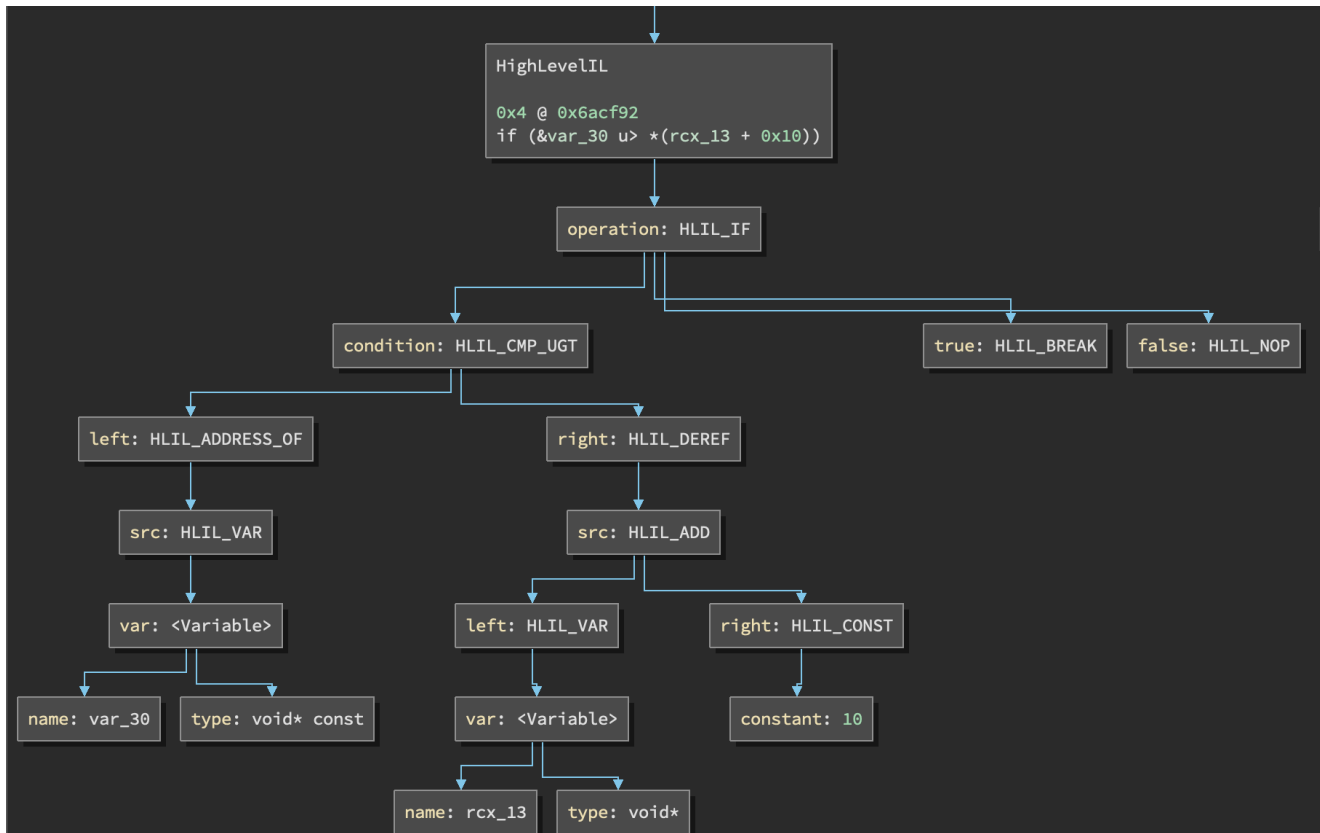 HighLevelIL
0x4 @ 0x6acf92
if (&var_30 u> *(rcx_13 + 0x10))
operation: HLIL_IF
condition: HLIL_CMP_UGT
true: HLIL_BREAK
false: HLIL_NOP
left: HLIL_ADDRESS_OF
right: HLIL_DEREF
src: HLIL_VAR
src: HLIL_ADD
var: <Variable>
left: HLIL_VAR
right: HLIL_CONST
name: var_30
type: void* const
var: <Variable>
constant: 10
name: rcx_13
type: void*